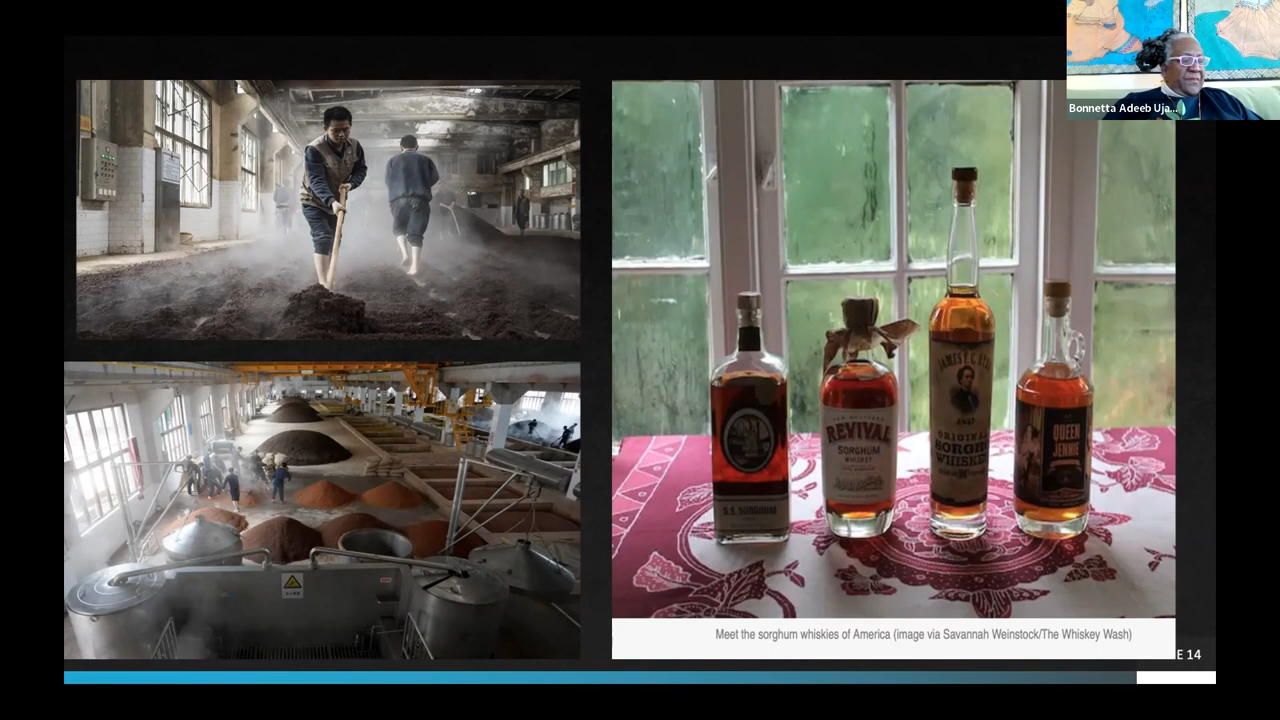 Bonnetta Adeeb Uja...
S.S. SORGHUM
REVIVAL
SORGHUM
WHISKEY
JAMES F.C.
1837
ORIGINAL
SORGHUM
WHISKEY
QUEEN
JENNIE
Meet the sorghum whiskies of America (image via Savannah Weinstock/The Whiskey Wash)
E 14